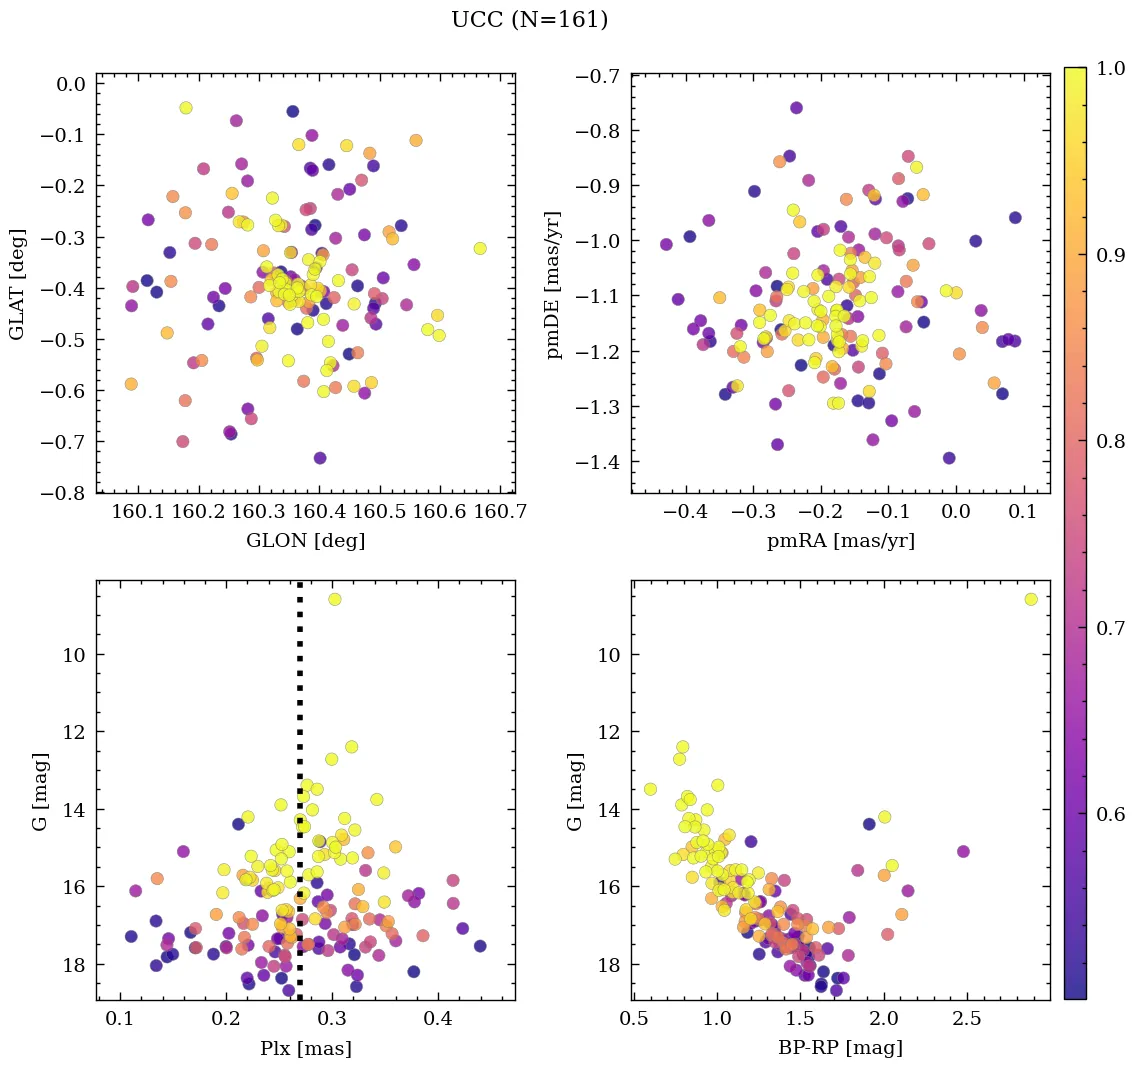 UCC (N=161)
0.0
−0.1
−0.2
−0.3
−0.4
−0.5
−0.6
−0.7
−0.8
GLAT [deg]
160.1 160.2 160.3 160.4 160.5 160.6 160.7
GLON [deg]
−0.7
−0.8
−0.9
−1.0
−1.1
−1.2
−1.3
−1.4
pmDE [mas/yr]
−0.4 −0.3 −0.2 −0.1 0.0 0.1
pmRA [mas/yr]
1.0
0.9
0.8
0.7
0.6
10
12
14
16
18
G [mag]
0.1 0.2 0.3 0.4
Plx [mas]
10
12
14
16
18
G [mag]
0.5 1.0 1.5 2.0 2.5
BP-RP [mag]